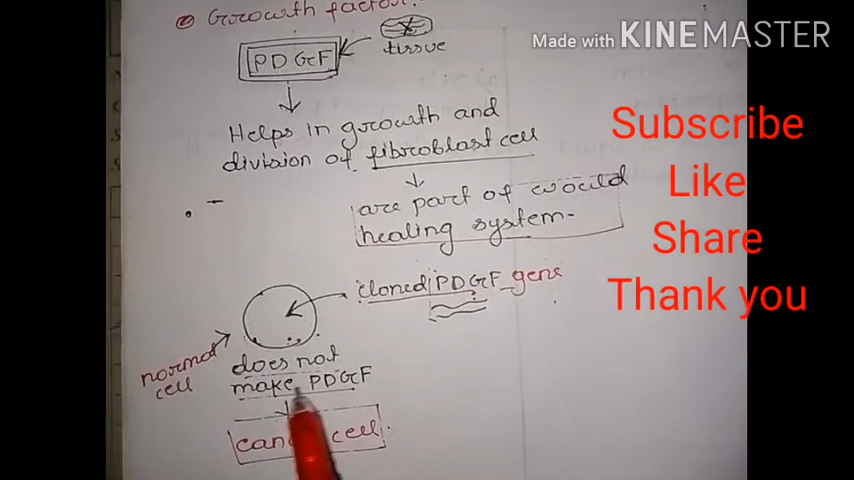 Growth factor.
Made with KINEMASTER
PDGF
tissue
Helps in growth and
division of fibroblast cell
are part of would
healing system.
Subscribe
Like
Share
Thank you
cloned PDGF gene
normal
cell
does not
make PDGF
cell